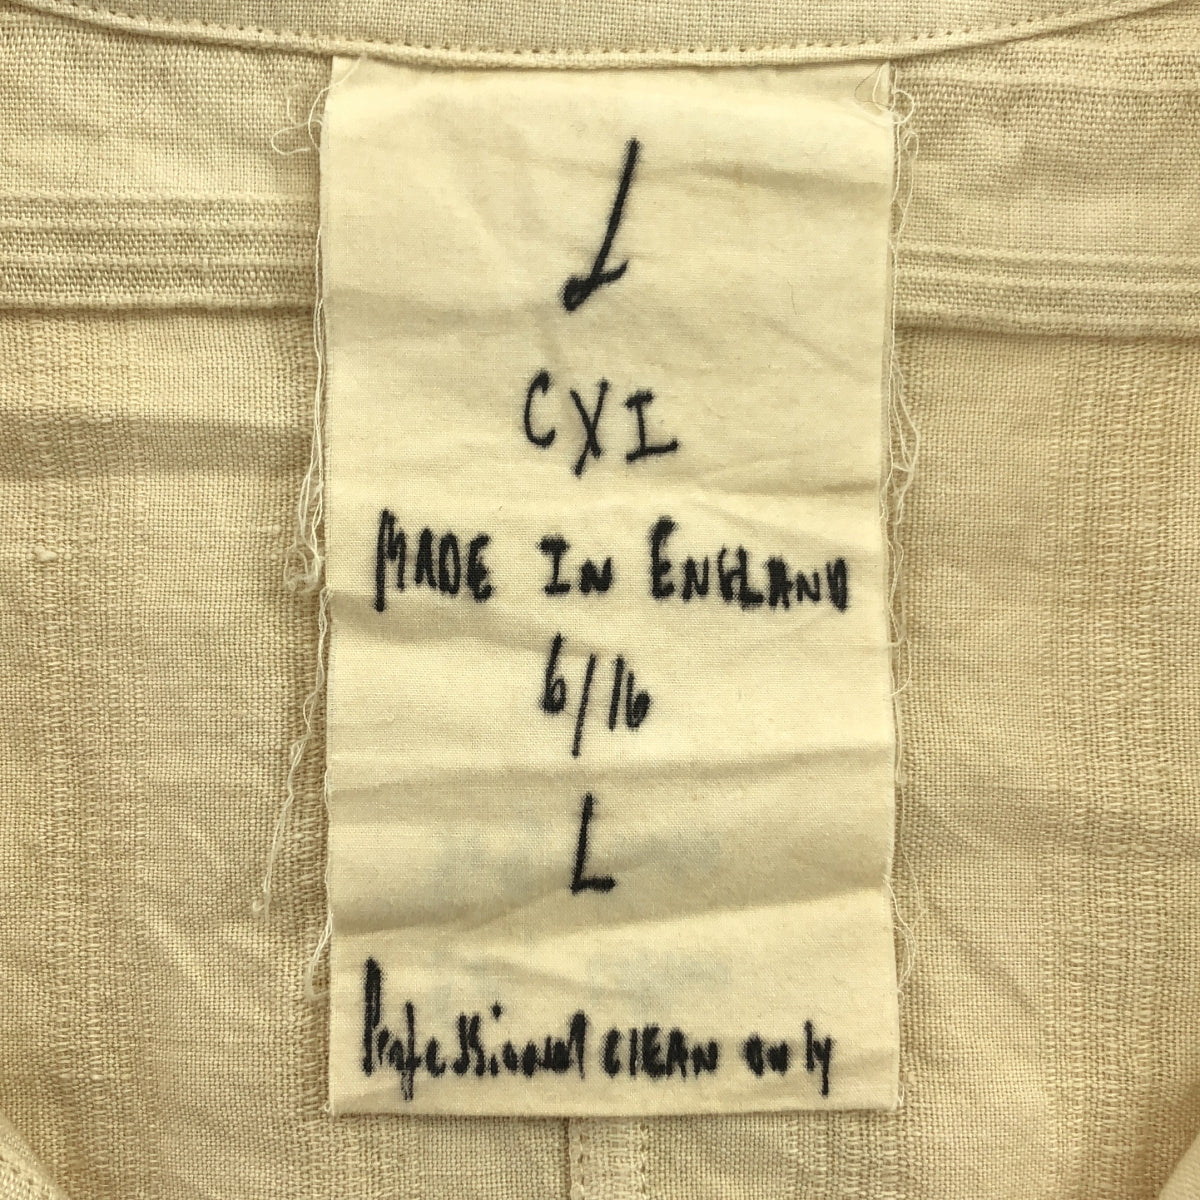 CXI
MADE IN ENGLAND
6/16
L
Professional clEAN only